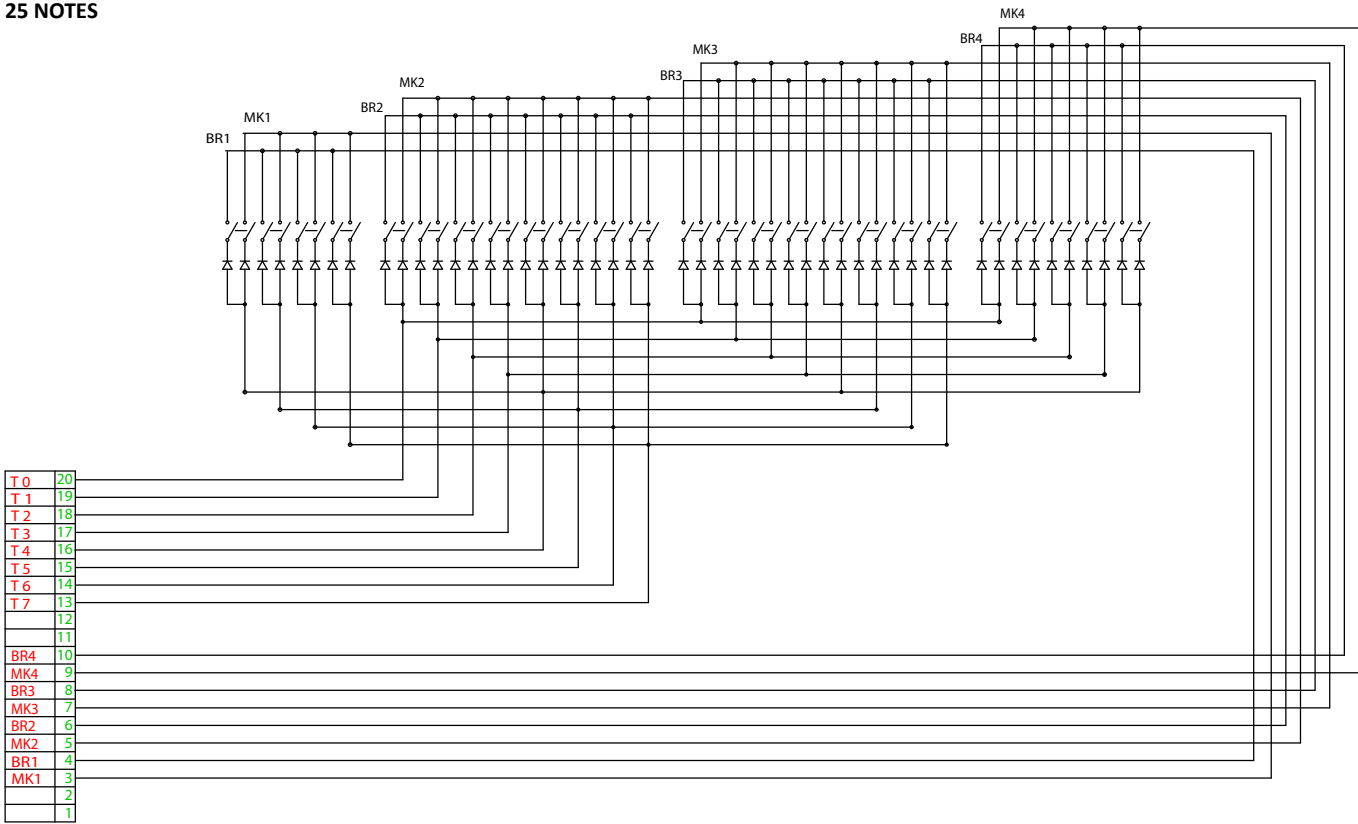 25 NOTES
MK4
BR4
MK3
BR3
MK2
BR2
MK1
BR1
T 0 20
T 1 19
T 2 18
T 3 17
T 4 16
T 5 15
T 6 14
T 7 13
12
11
BR4 10
MK4 9
BR3 8
MK3 7
BR2 6
MK2 5
BR1 4
MK1 3
2
1